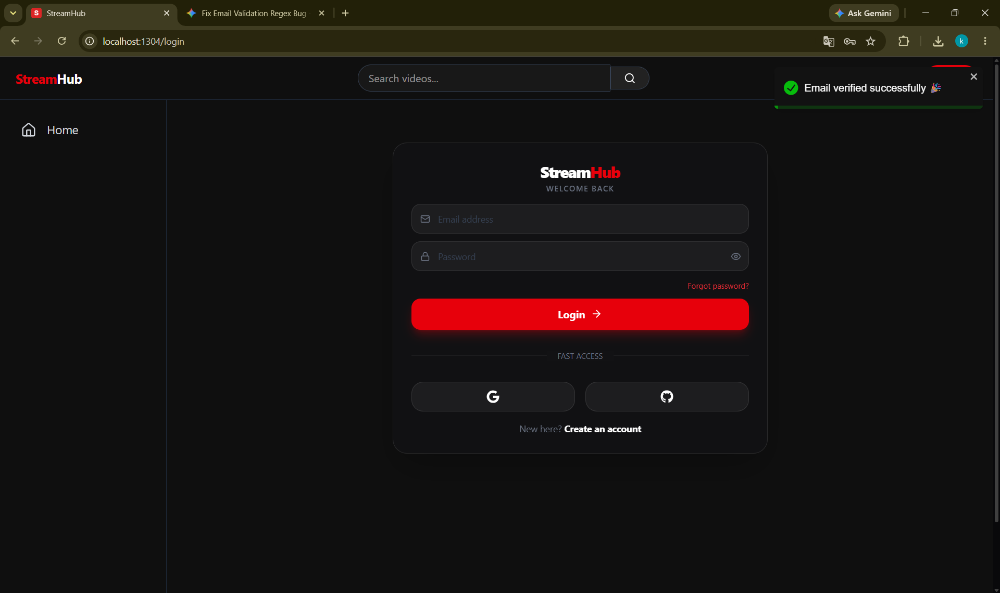 StreamHub
Fix Email Validation Regex Bug
Ask Gemini
localhost:1304/login
k
StreamHub
Search videos...
Email verified successfully 🎉
Home
StreamHub
WELCOME BACK
Email address
Password
Forgot password?
Login →
FAST ACCESS
New here? Create an account